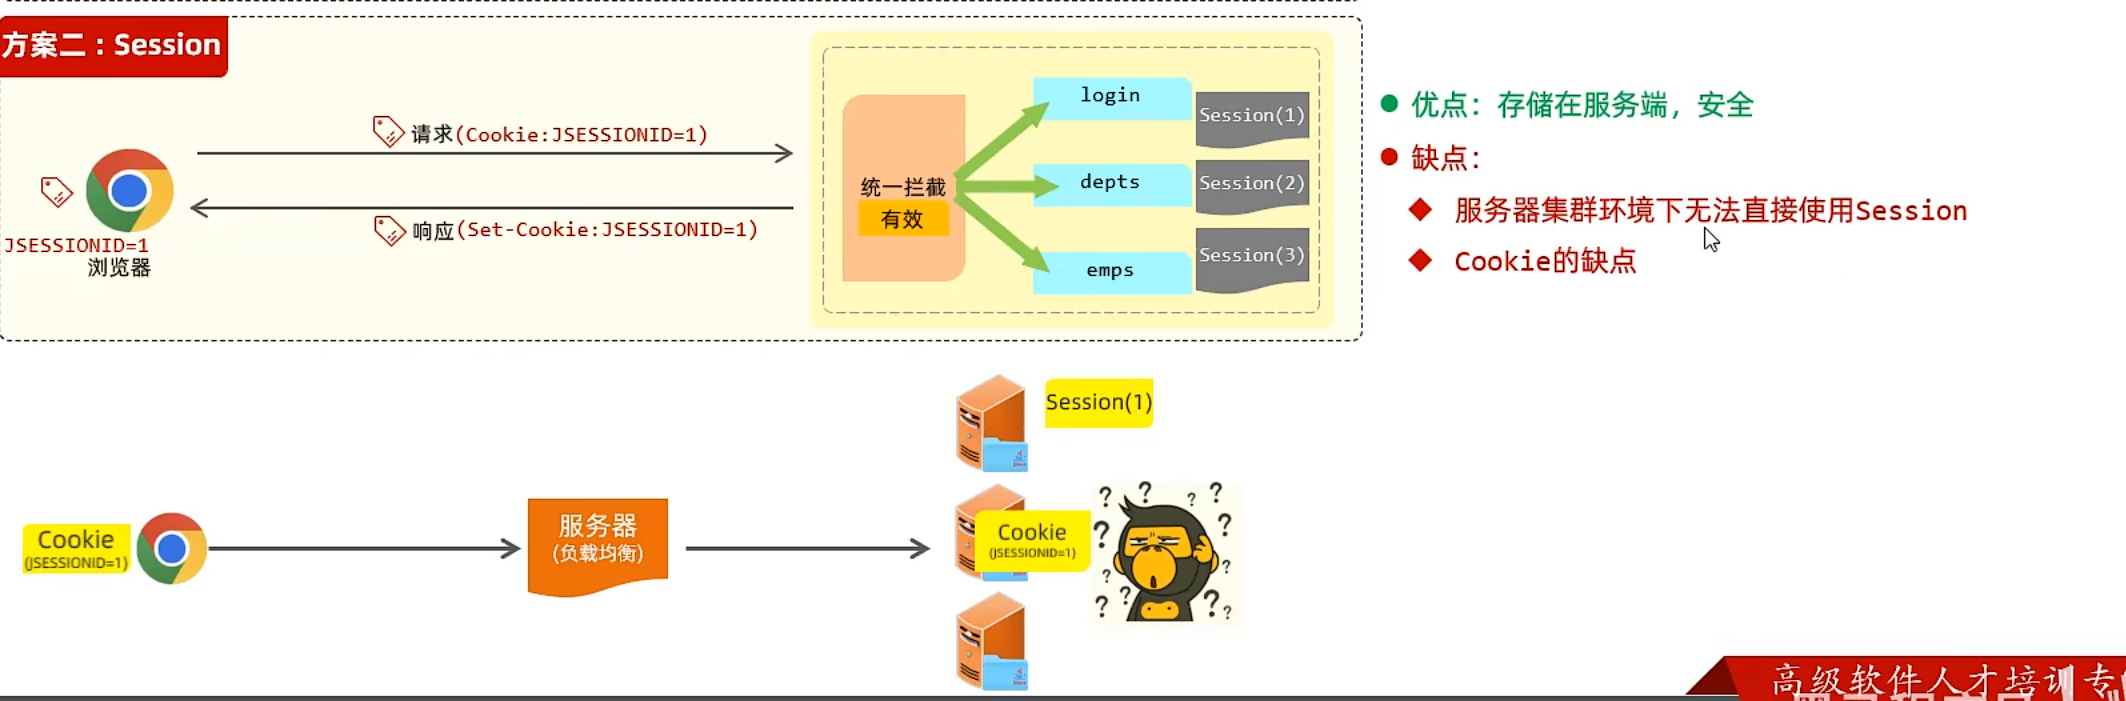 方案二：Session
请求(Cookie:JSESSIONID=1)
响应(Set-Cookie:JSESSIONID=1)
JSESSIONID=1
浏览器
统一拦截
有效
login
depts
emps
Session(1)
Session(2)
Session(3)
优点：存储在服务端，安全
缺点：
服务器集群环境下无法直接使用Session
Cookie的缺点
Cookie
(JSESSIONID=1)
服务器
(负载均衡)
Session(1)
Cookie
(JSESSIONID=1)
? ? ? ? ? ? ? ? ? ? ? ?
高级软件人才培训专